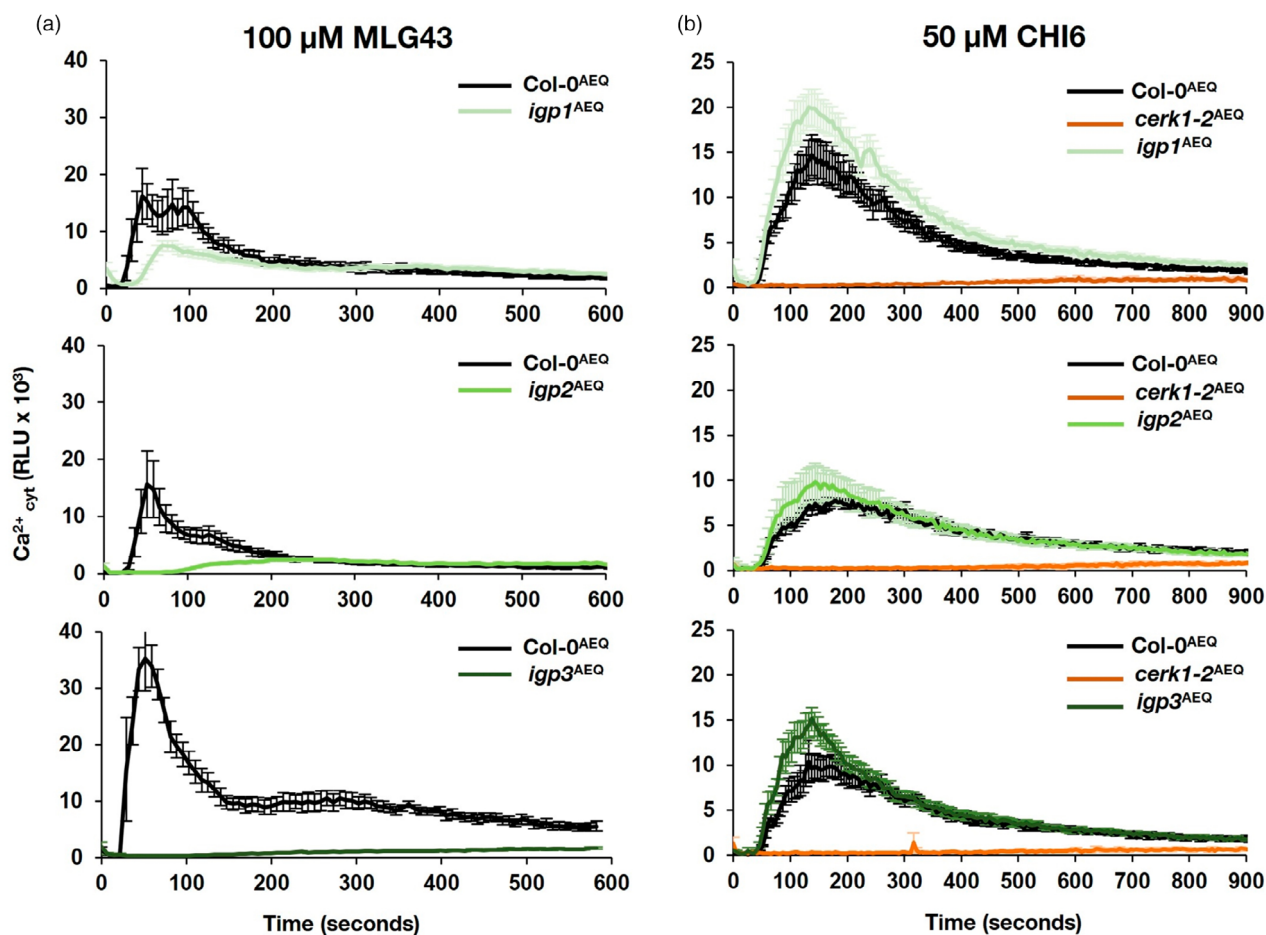 (a)
100 µM MLG43
40
30
20
10
0
0 100 200 300 400 500 600
Col-0AEQ
igp1AEQ
40
30
20
10
0
0 100 200 300 400 500 600
Col-0AEQ
igp2AEQ
40
30
20
10
0
0 100 200 300 400 500 600
Col-0AEQ
igp3AEQ
Ca2+cyt (RLU x 10³)
Time (seconds)
(b)
50 µM CHI6
25
20
15
10
5
0
0 100 200 300 400 500 600 700 800 900
Col-0AEQ
cerk1-2AEQ
igp1AEQ
25
20
15
10
5
0
0 100 200 300 400 500 600 700 800 900
Col-0AEQ
cerk1-2AEQ
igp2AEQ
25
20
15
10
5
0
0 100 200 300 400 500 600 700 800 900
Col-0AEQ
cerk1-2AEQ
igp3AEQ
Time (seconds)